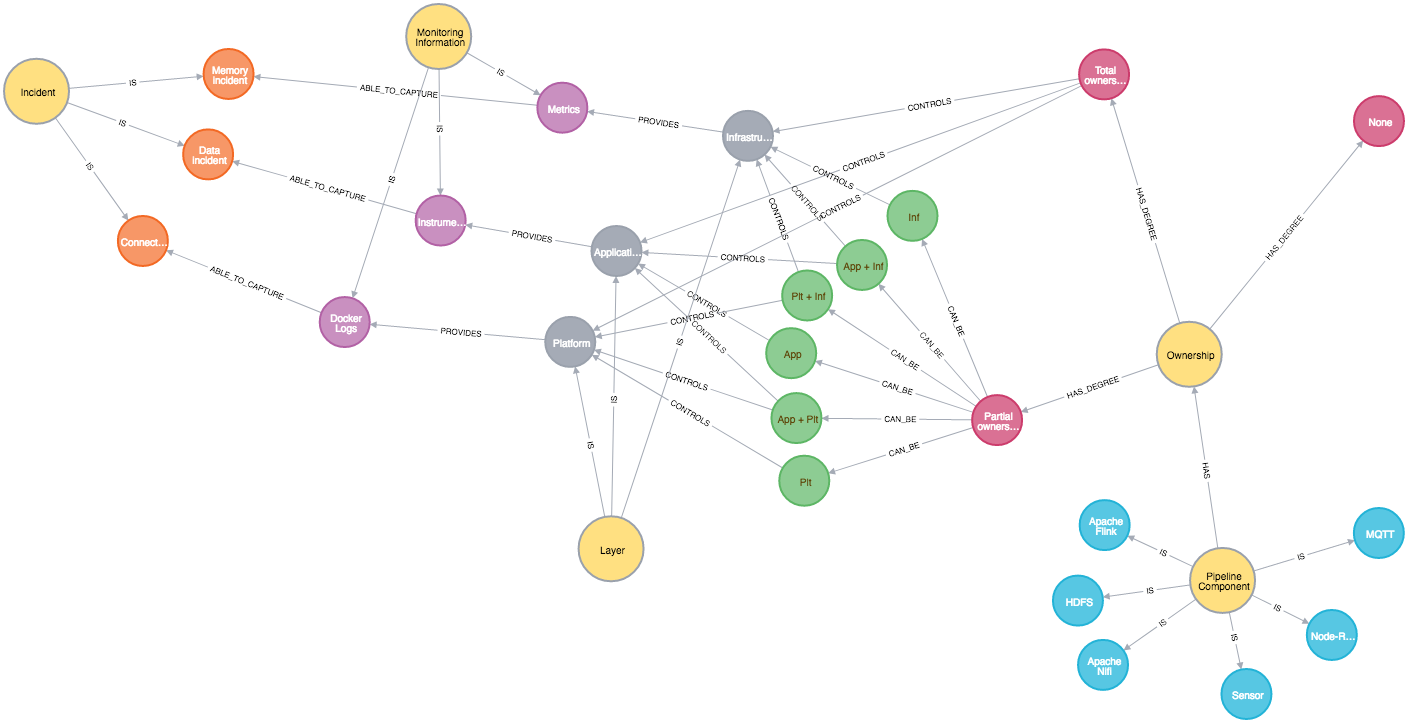 Monitoring
Information
Incident
Memory
Incident
Data
Incident
Connect...
Metrics
Instrume...
Docker
Logs
Infrastru...
Applicati...
Platform
Layer
Total
owners...
None
Inf
App + Inf
Plt + Inf
App
App + Plt
Plt
Partial
owners...
Ownership
Pipeline
Component
Apache
Flink
HDFS
Apache
Nifi
Sensor
Node-R...
MQTT
IS
IS
IS
IS
IS
IS
ABLE_TO_CAPTURE
ABLE_TO_CAPTURE
ABLE_TO_CAPTURE
PROVIDES
PROVIDES
PROVIDES
CONTROLS
CONTROLS
CONTROLS
CONTROLS
CONTROLS
CONTROLS
CONTROLS
CONTROLS
CONTROLS
CONTROLS
CONTROLS
CONTROLS
IS
IS
IS
CAN_BE
CAN_BE
CAN_BE
CAN_BE
CAN_BE
CAN_BE
HAS_DEGREE
HAS_DEGREE
HAS_DEGREE
HAS
IS
IS
IS
IS
IS
IS